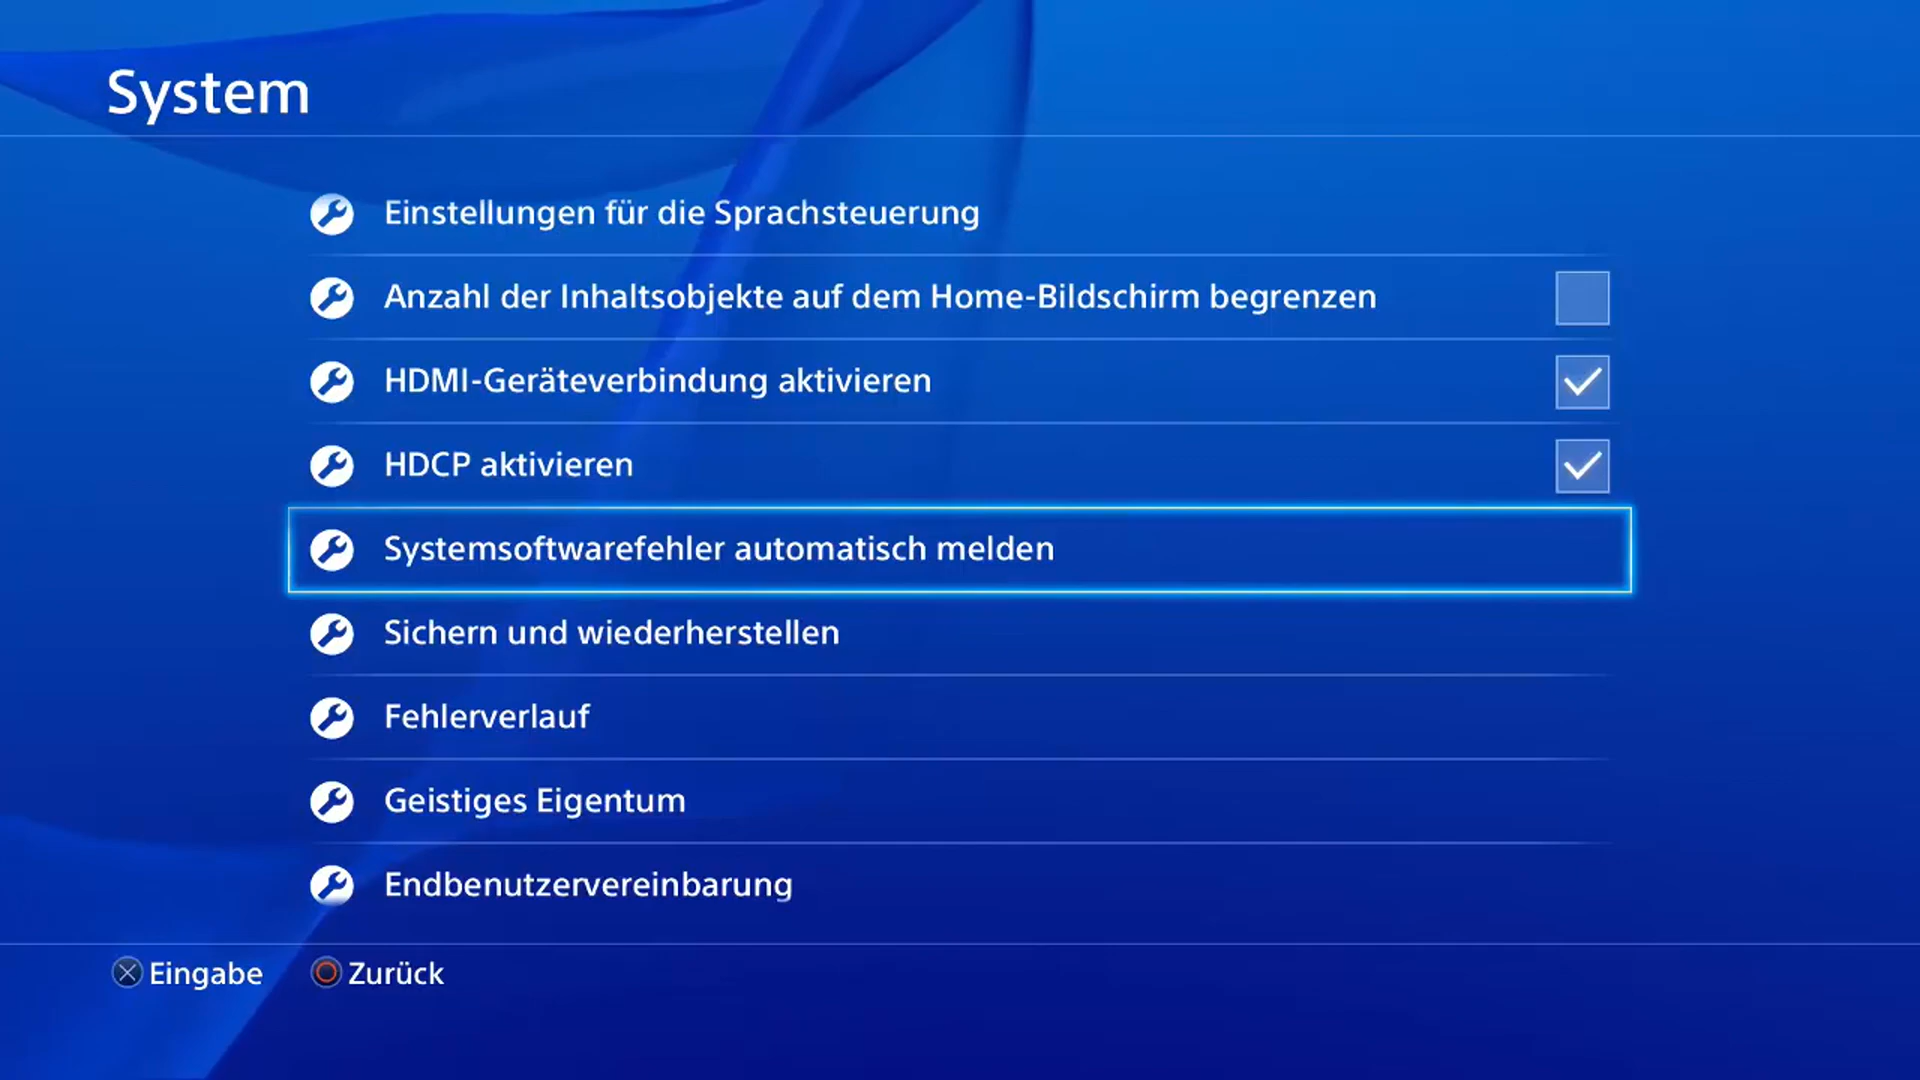 System
Einstellungen für die Sprachsteuerung
Anzahl der Inhaltsobjekte auf dem Home-Bildschirm begrenzen
HDMI-Geräteverbindung aktivieren
HDCP aktivieren
Systemsoftwarefehler automatisch melden
Sichern und wiederherstellen
Fehlerverlauf
Geistiges Eigentum
Endbenutzervereinbarung
Eingabe Zurück